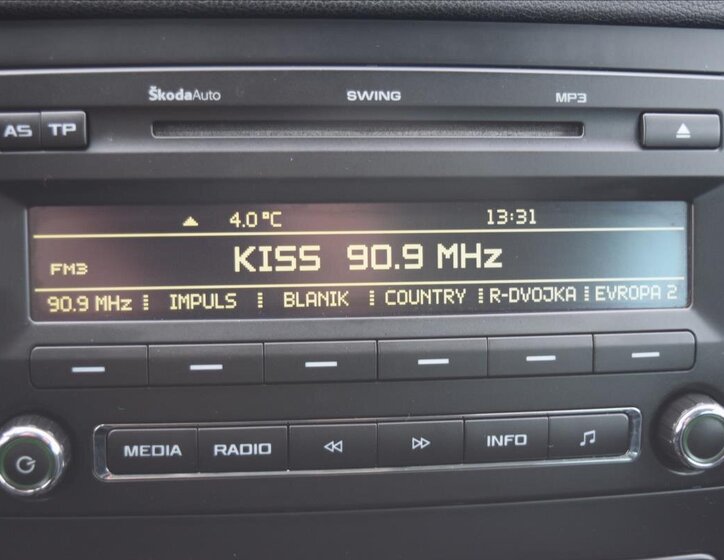 ŠkodaAuto SWING MP3
AS TP
4.0 °C 13:31
FM3 KISS 90.9 MHz
90.9 MHz IMPULS BLANIK COUNTRY R-DVOJKA EVROPA 2
MEDIA RADIO INFO